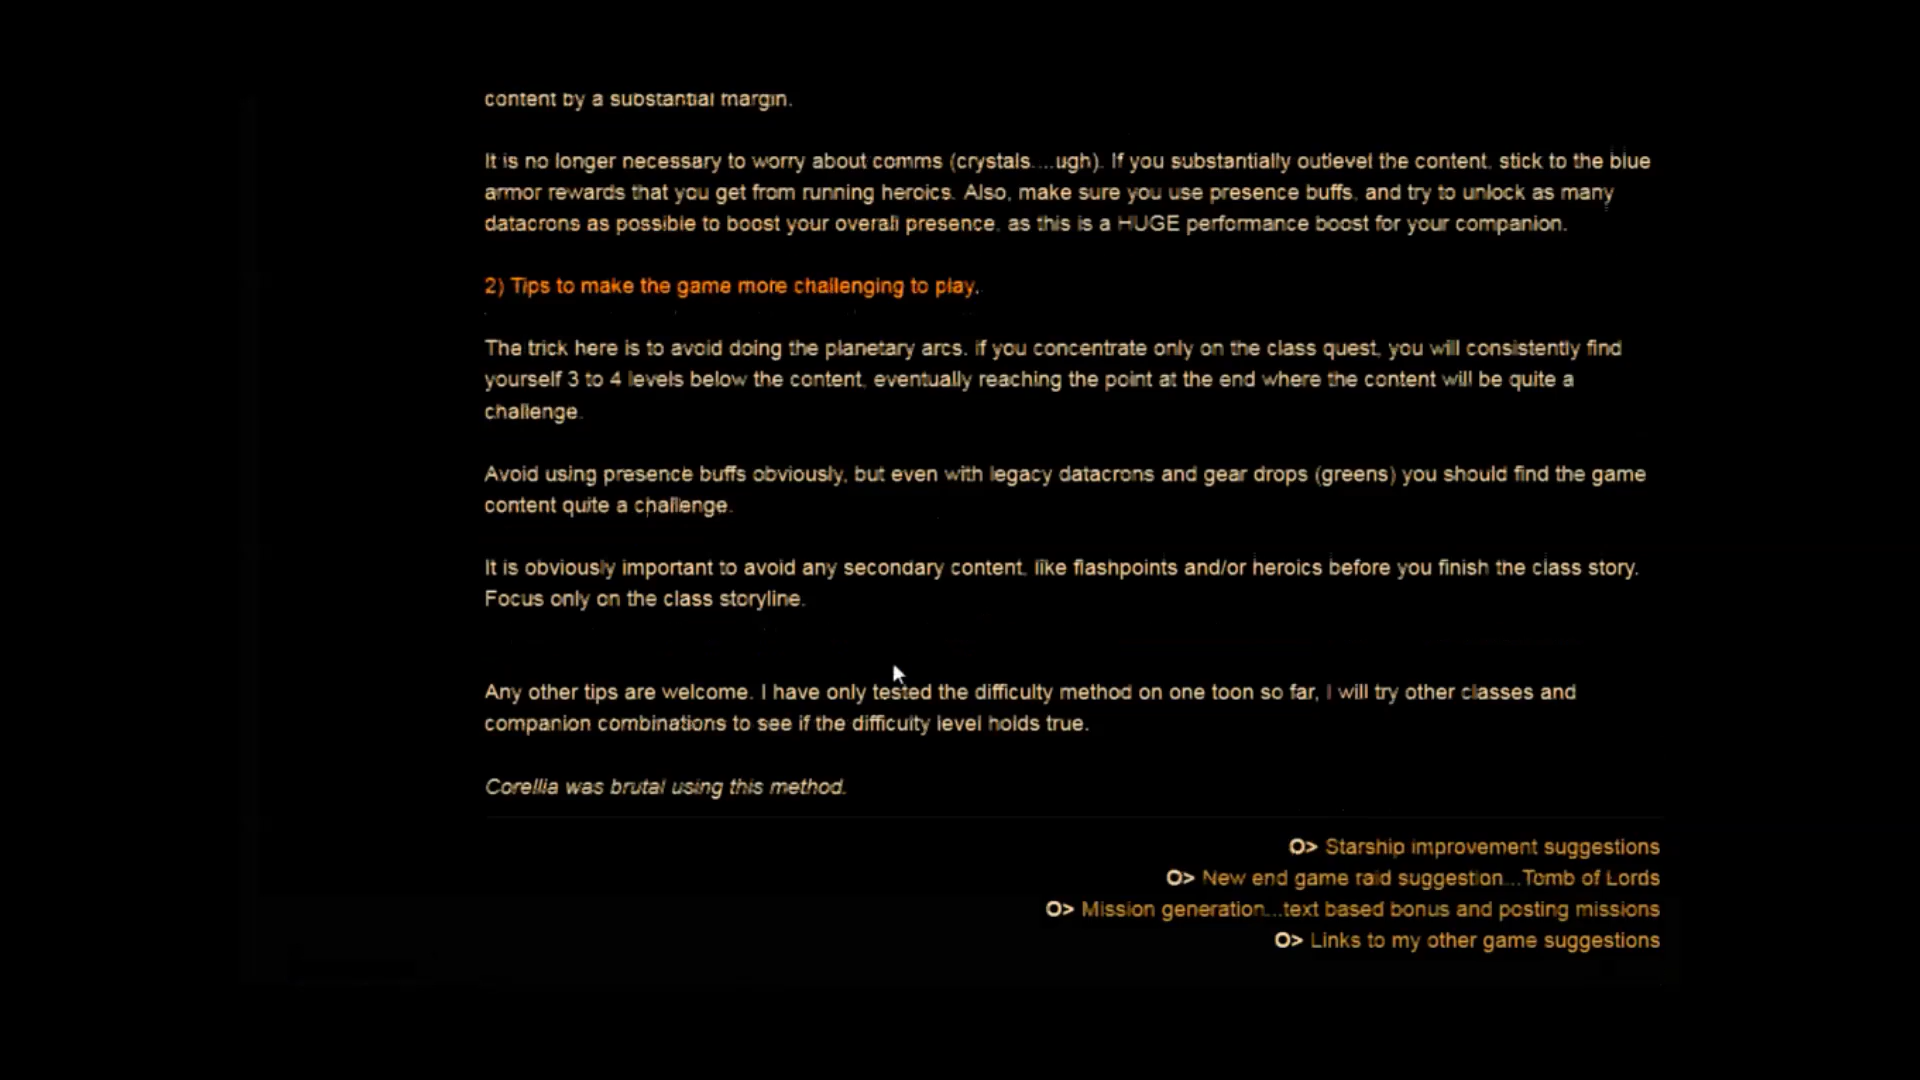 content by a substantial margin.
It is no longer necessary to worry about comms (crystals....ugh). If you substantially outlevel the content, stick to the blue
armor rewards that you get from running heroics. Also, make sure you use presence buffs, and try to unlock as many
datacrons as possible to boost your overall presence, as this is a HUGE performance boost for your companion.
2) Tips to make the game more challenging to play.
The trick here is to avoid doing the planetary arcs. if you concentrate only on the class quest, you will consistently find
yourself 3 to 4 levels below the content, eventually reaching the point at the end where the content will be quite a
challenge.
Avoid using presence buffs obviously, but even with legacy datacrons and gear drops (greens) you should find the game
content quite a challenge.
It is obviously important to avoid any secondary content, like flashpoints and/or heroics before you finish the class story.
Focus only on the class storyline.
Any other tips are welcome. I have only tested the difficulty method on one toon so far, I will try other classes and
companion combinations to see if the difficulty level holds true.
Corellia was brutal using this method.
O> Starship improvement suggestions
O> New end game raid suggestion...Tomb of Lords
O> Mission generation...text based bonus and posting missions
O> Links to my other game suggestions